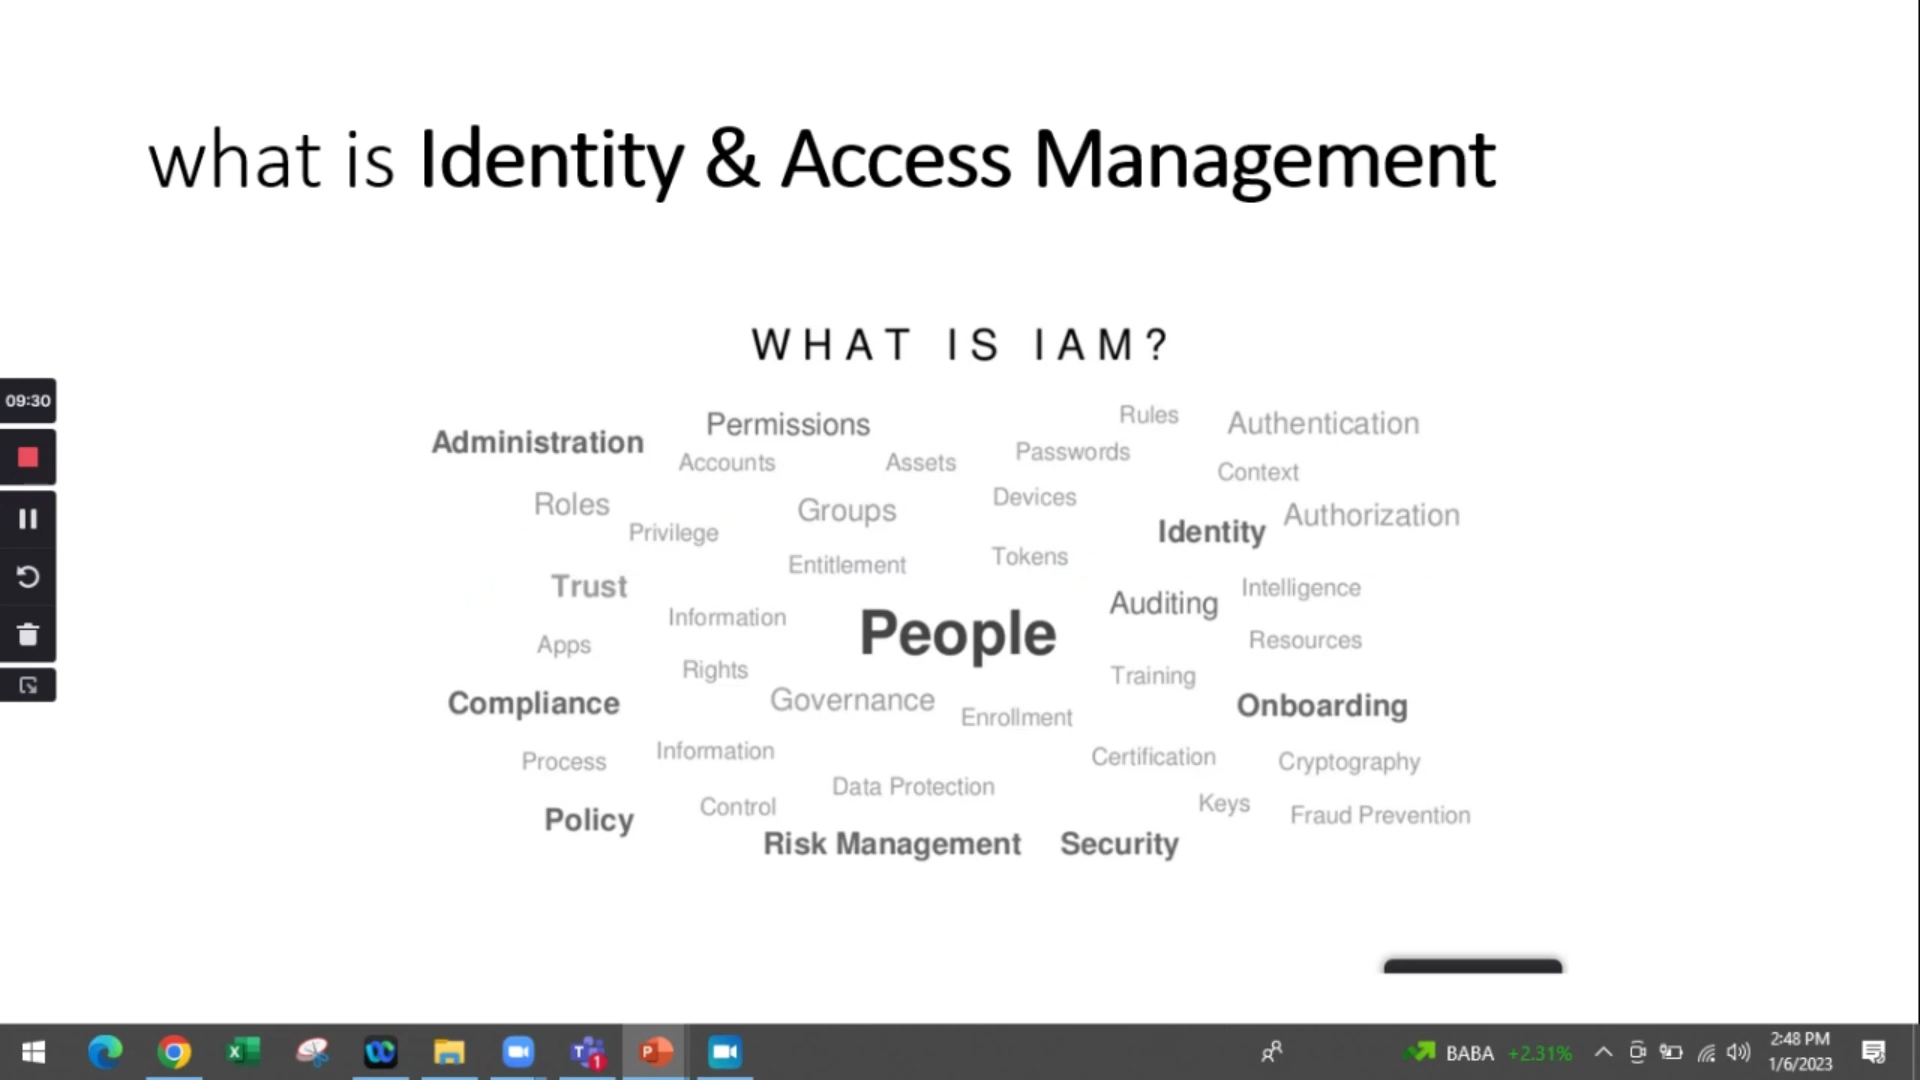 what is Identity & Access Management
WHAT IS IAM?
Rules
Permissions
Authentication
Administration
Passwords
Accounts
Assets
Context
Devices
Roles
Groups
Authorization
Privilege
Identity
Tokens
Entitlement
Trust
Intelligence
Auditing
Information
People
Apps
Resources
Rights
Training
Governance
Compliance
Onboarding
Enrollment
Information
Certification
Process
Cryptography
Data Protection
Keys
Control
Fraud Prevention
Policy
Risk Management
Security
09:30
BABA +2.31%
2:48 PM
1/6/2023
1